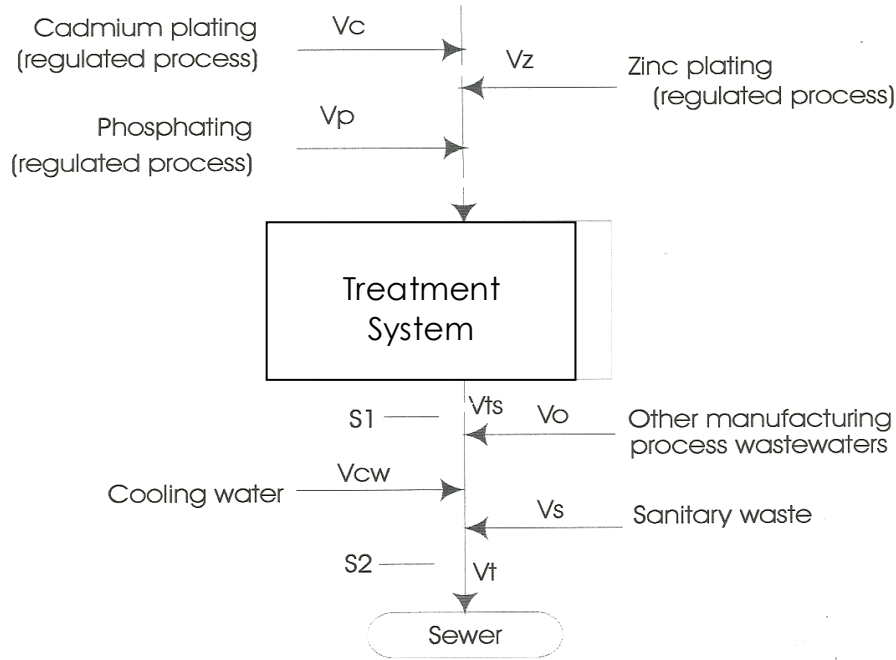 Cadmium plating
(regulated process)
Vc
Vz
Zinc plating
(regulated process)
Phosphating
(regulated process)
Vp
Treatment
System
S1
Vts
Vo
Other manufacturing
process wastewaters
Cooling water
Vcw
Vs
Sanitary waste
S2
Vt
Sewer